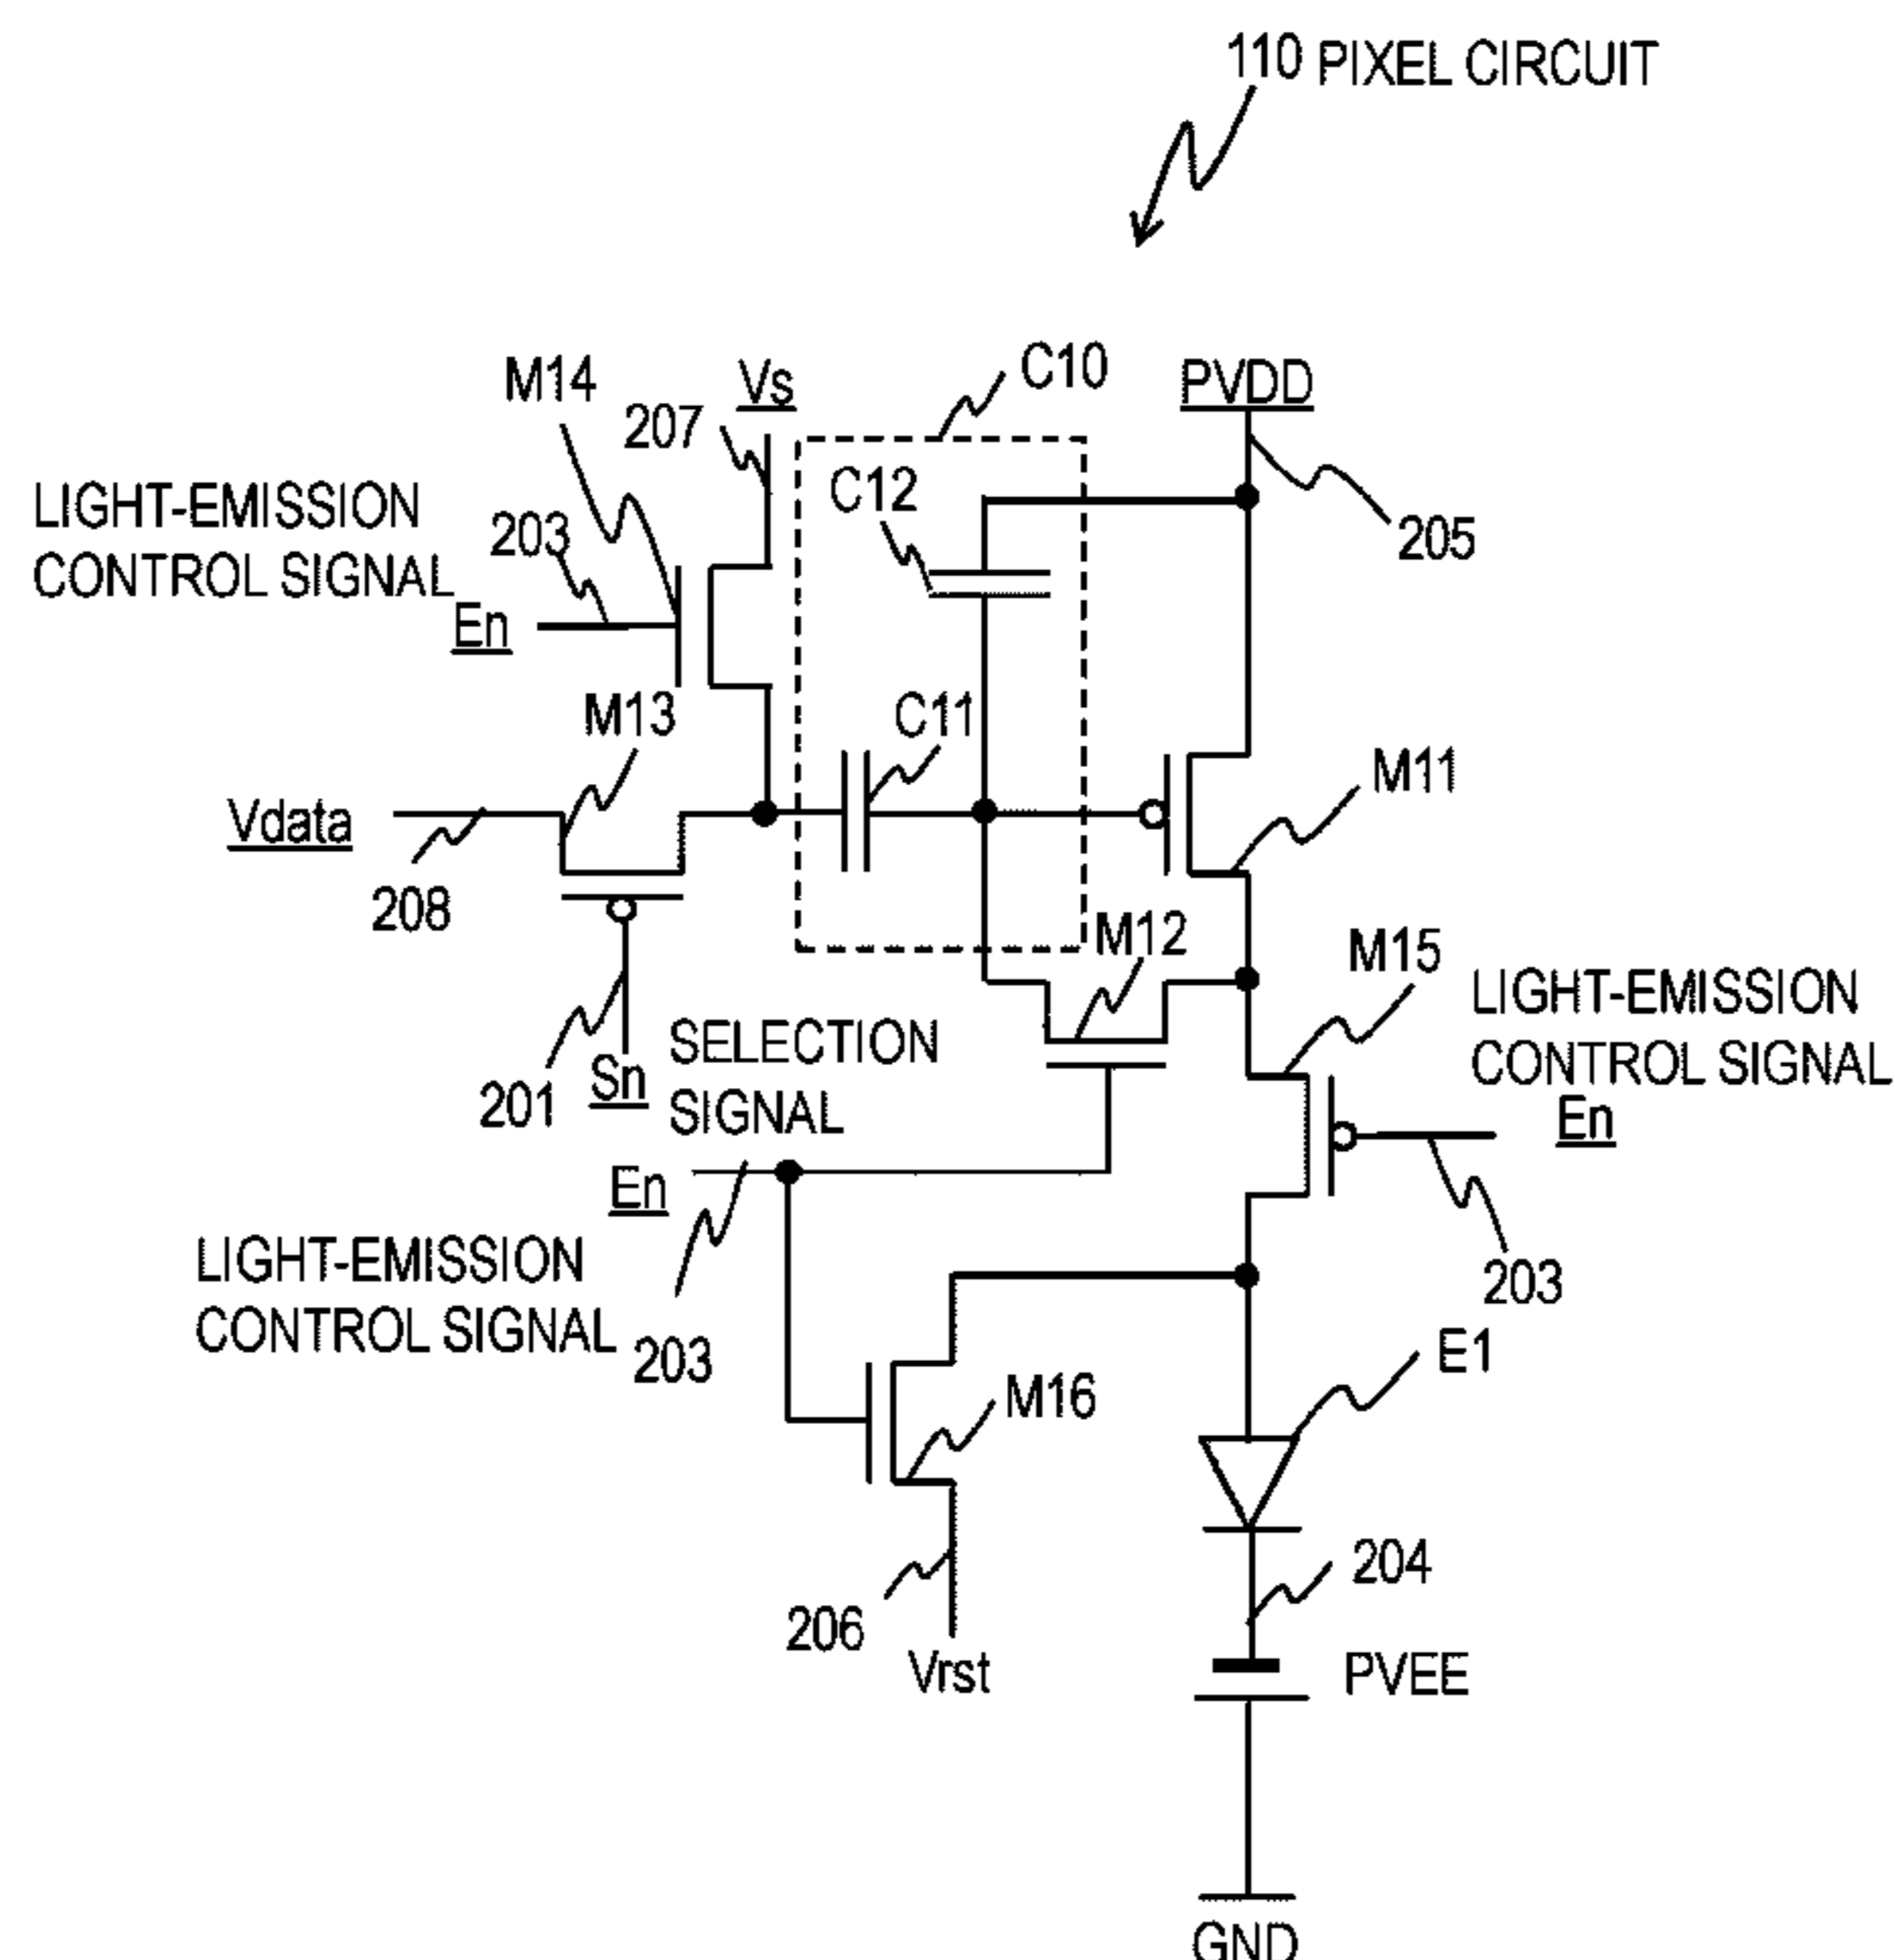 110 PIXEL CIRCUIT
M14
Vs
C10
PVDD
207
C12
LIGHT-EMISSION
CONTROL SIGNAL
203
En
205
M13
C11
M11
Vdata
208
M12
M15
LIGHT-EMISSION
CONTROL SIGNAL
En
201
Sn
SELECTION
SIGNAL
En
LIGHT-EMISSION
CONTROL SIGNAL
203
203
E1
M16
204
206
Vrst
PVEE
GND